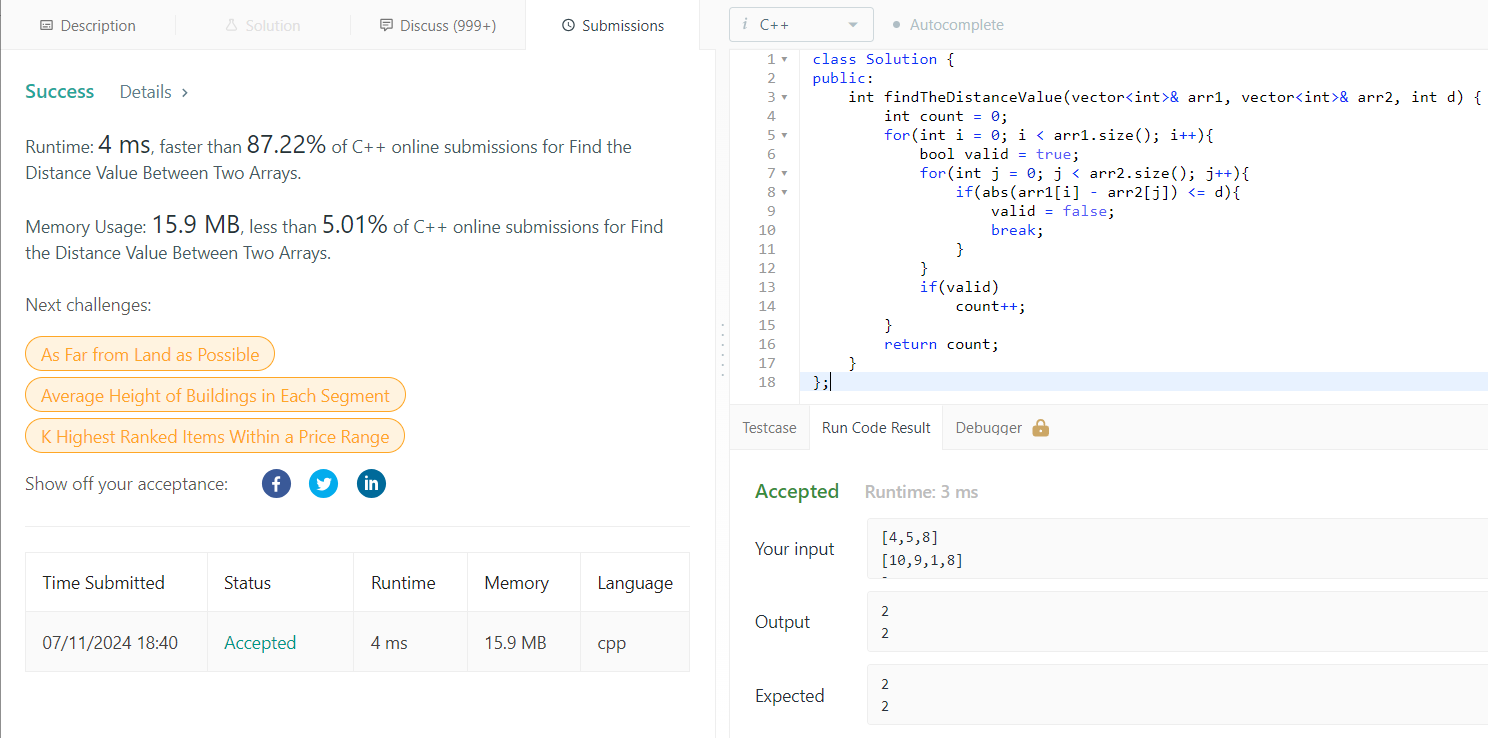 Description
Solution
Discuss (999+)
Submissions
Success Details >
Runtime: 4 ms, faster than 87.22% of C++ online submissions for Find the
Distance Value Between Two Arrays.
Memory Usage: 15.9 MB, less than 5.01% of C++ online submissions for Find
the Distance Value Between Two Arrays.
Next challenges:
As Far from Land as Possible
Average Height of Buildings in Each Segment
K Highest Ranked Items Within a Price Range
Show off your acceptance: f in
Time Submitted Status Runtime Memory Language
07/11/2024 18:40 Accepted 4 ms 15.9 MB cpp
i C++ Autocomplete
1 class Solution {
2 public:
3     int findTheDistanceValue(vector<int>& arr1, vector<int>& arr2, int d) {
4         int count = 0;
5         for(int i = 0; i < arr1.size(); i++){
6             bool valid = true;
7             for(int j = 0; j < arr2.size(); j++){
8                 if(abs(arr1[i] - arr2[j]) <= d){
9                     valid = false;
10                     break;
11                 }
12             }
13             if(valid)
14                 count++;
15         }
16         return count;
17     }
18 };
Testcase Run Code Result Debugger
Accepted Runtime: 3 ms
Your input
[4,5,8]
[10,9,1,8]
Output
2
2
Expected
2
2